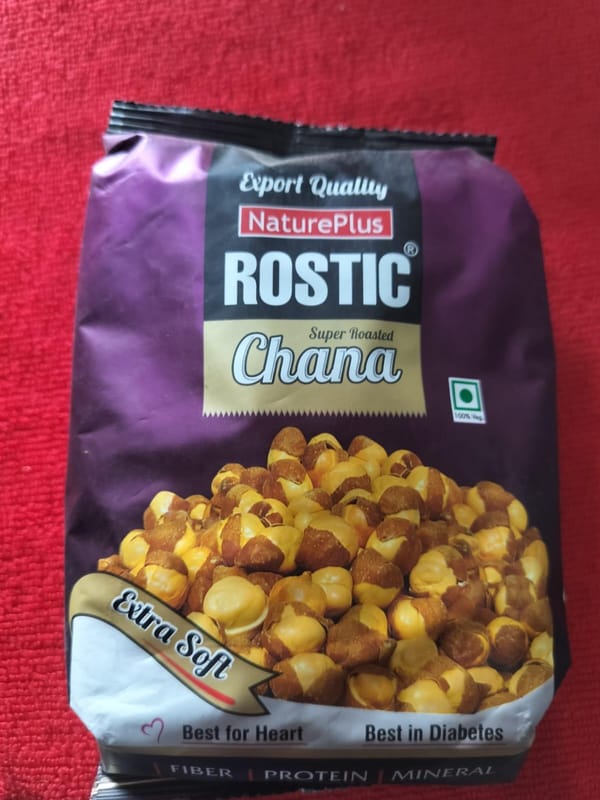 Export Quality
NaturePlus
ROSTIC®
Super Roasted
Chana
100% Veg.
Extra Soft
Best for Heart
Best in Diabetes
FIBER | PROTEIN | MINERAL